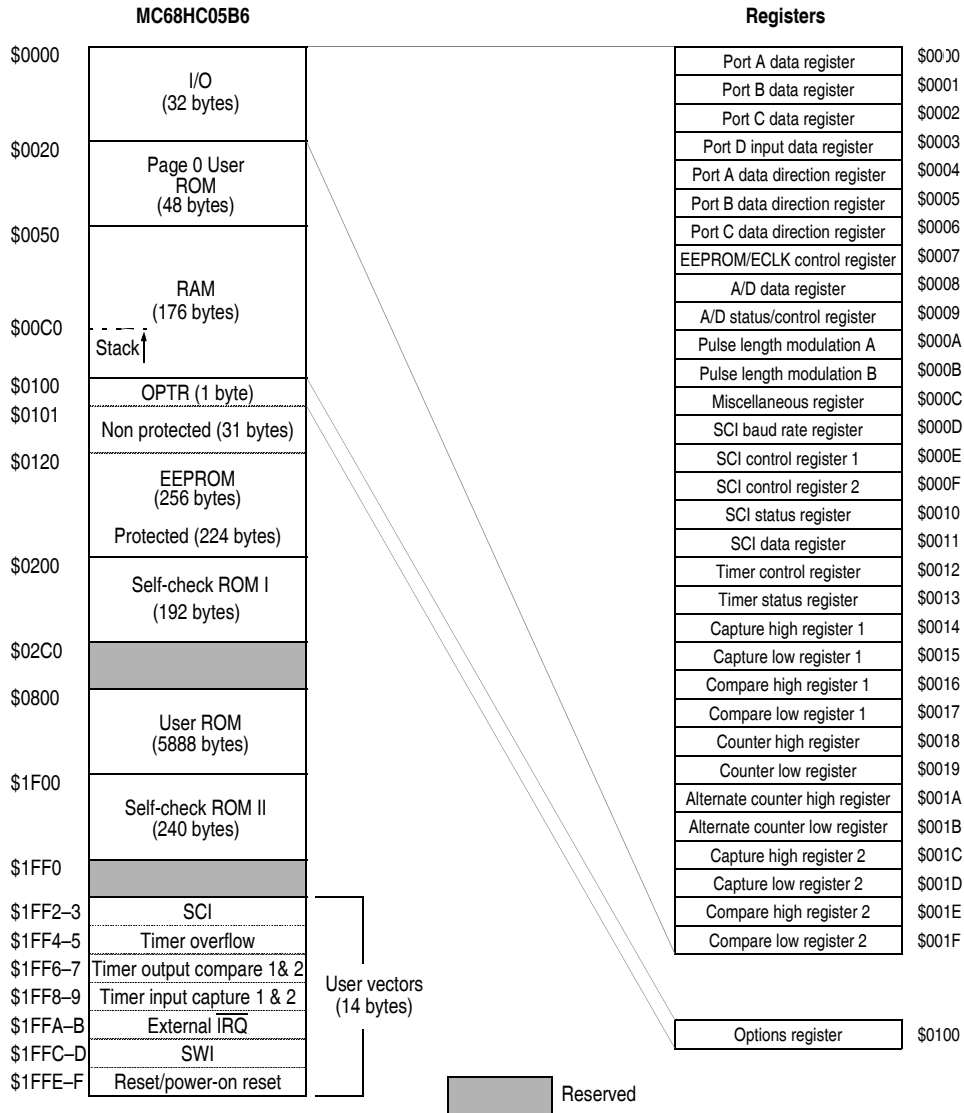 MC68HC05B6
$0000
I/O
(32 bytes)
$0020
Page 0 User
ROM
(48 bytes)
$0050
RAM
(176 bytes)
$00C0
Stack
$0100
OPTR (1 byte)
$0101
Non protected (31 bytes)
$0120
EEPROM
(256 bytes)
Protected (224 bytes)
$0200
Self-check ROM I
(192 bytes)
$02C0
$0800
User ROM
(5888 bytes)
$1F00
Self-check ROM II
(240 bytes)
$1FF0
$1FF2–3 SCI
$1FF4–5 Timer overflow
$1FF6–7 Timer output compare 1& 2
$1FF8–9 Timer input capture 1 & 2
$1FFA–B External IRQ
$1FFC–D SWI
$1FFE–F Reset/power-on reset
User vectors
(14 bytes)
Registers
Port A data register $0000
Port B data register $0001
Port C data register $0002
Port D input data register $0003
Port A data direction register $0004
Port B data direction register $0005
Port C data direction register $0006
EEPROM/ECLK control register $0007
A/D data register $0008
A/D status/control register $0009
Pulse length modulation A $000A
Pulse length modulation B $000B
Miscellaneous register $000C
SCI baud rate register $000D
SCI control register 1 $000E
SCI control register 2 $000F
SCI status register $0010
SCI data register $0011
Timer control register $0012
Timer status register $0013
Capture high register 1 $0014
Capture low register 1 $0015
Compare high register 1 $0016
Compare low register 1 $0017
Counter high register $0018
Counter low register $0019
Alternate counter high register $001A
Alternate counter low register $001B
Capture high register 2 $001C
Capture low register 2 $001D
Compare high register 2 $001E
Compare low register 2 $001F
Options register $0100
Reserved